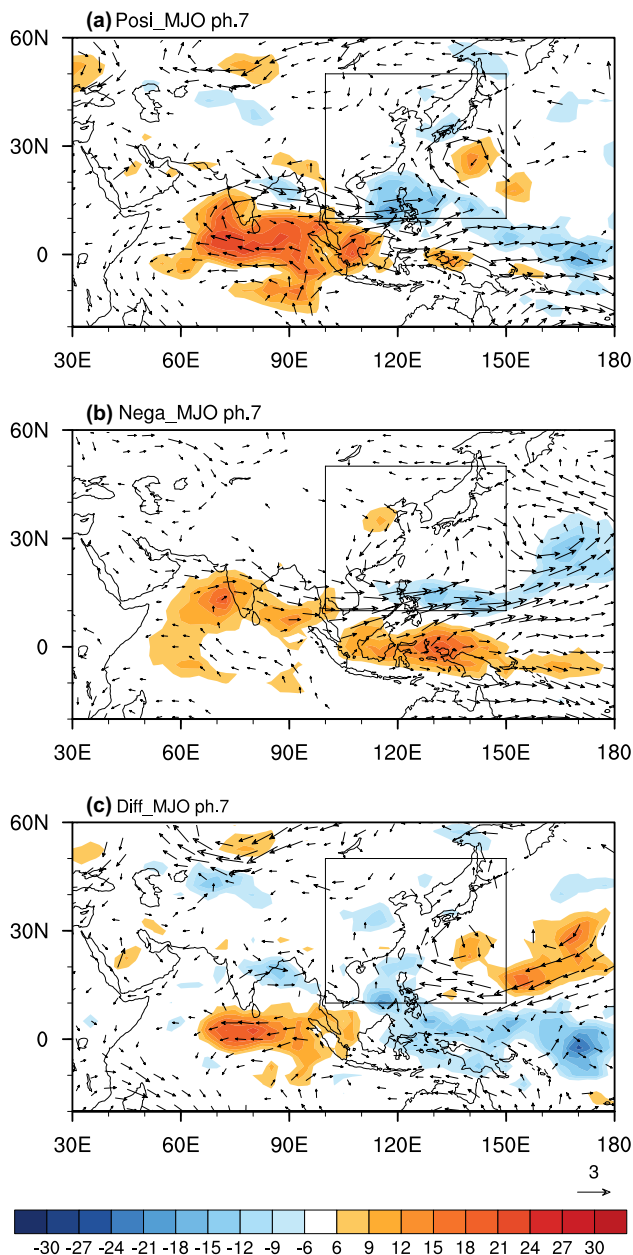 (a) Posi_MJO ph.7
60N
30N
0
30E 60E 90E 120E 150E 180
(b) Nega_MJO ph.7
60N
30N
0
30E 60E 90E 120E 150E 180
(c) Diff_MJO ph.7
60N
30N
0
30E 60E 90E 120E 150E 180
3
-30 -27 -24 -21 -18 -15 -12 -9 -6 6 9 12 15 18 21 24 27 30